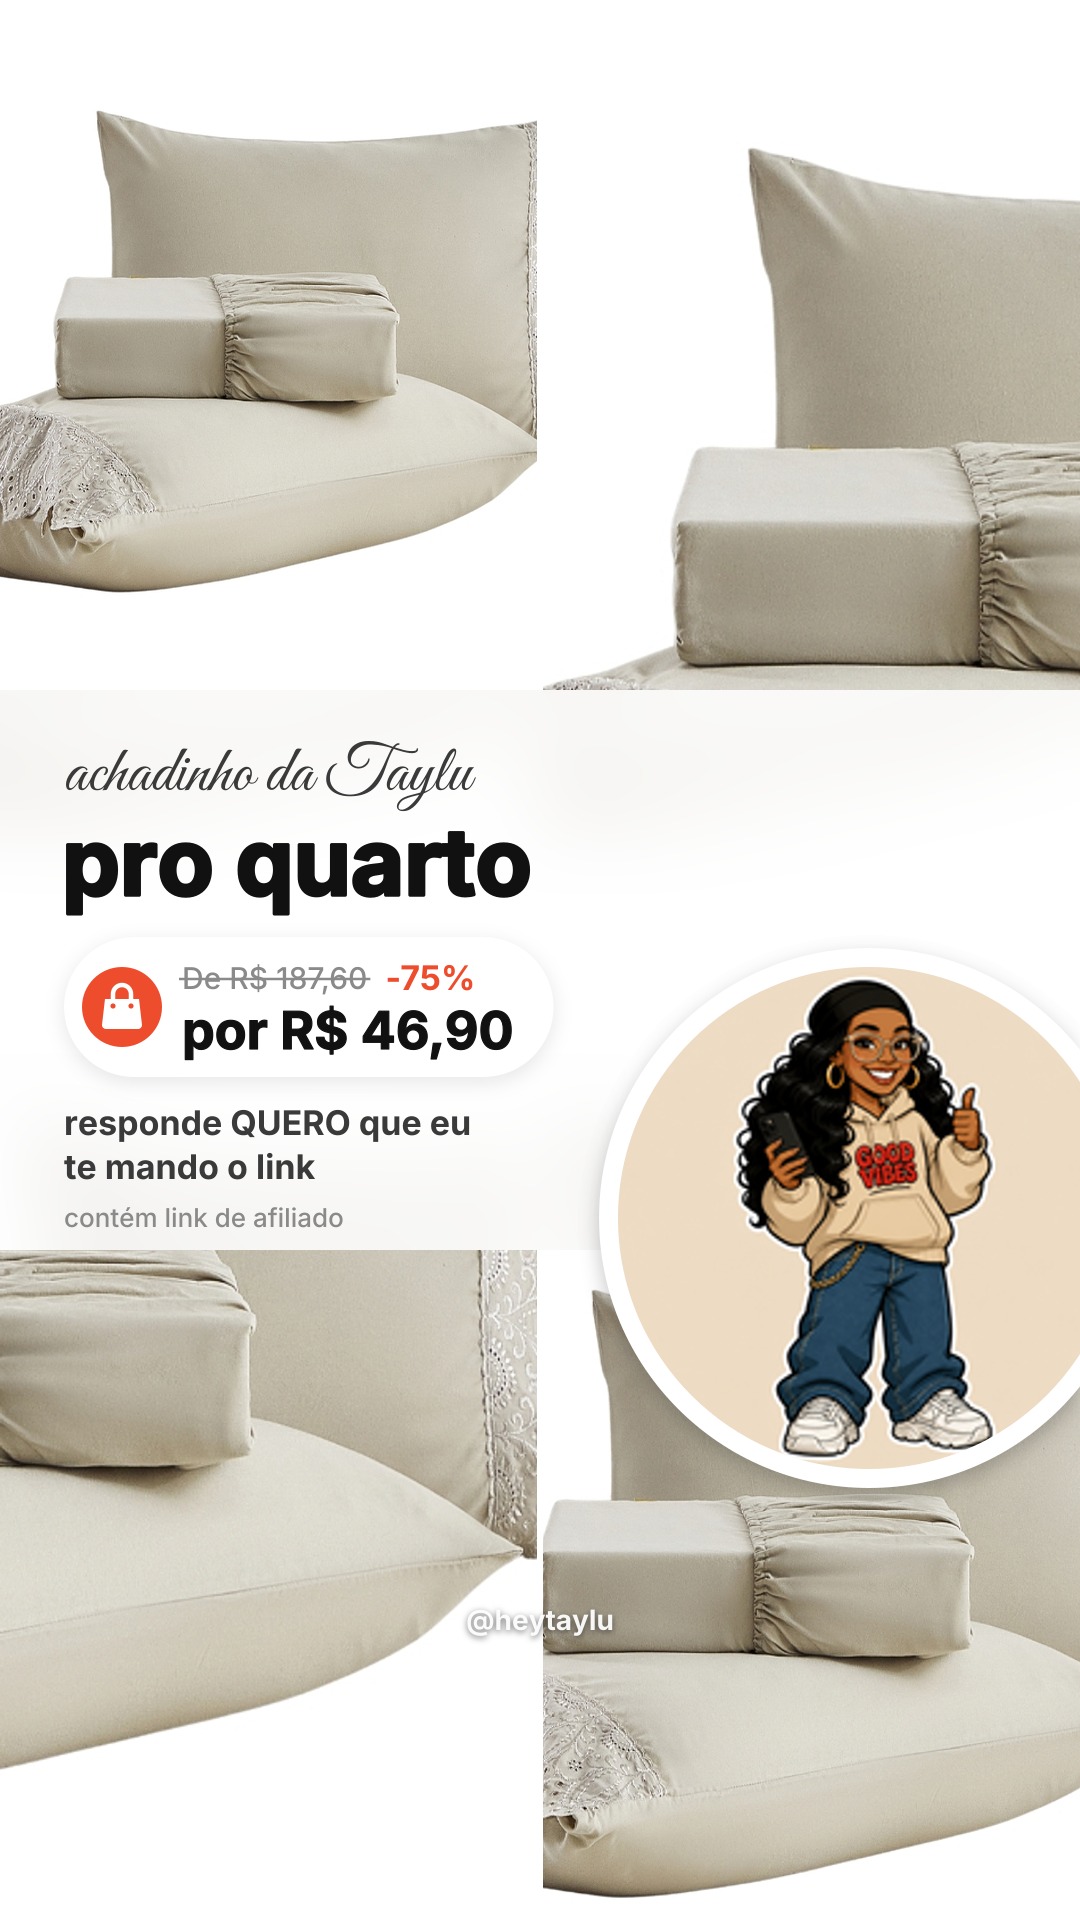 achadinho da Taylu
pro quarto
De R$ 187,60 -75%
por R$ 46,90
responde QUERO que eu
te mando o link
contém link de afiliado
GOOD
VIBES
@heytaylu